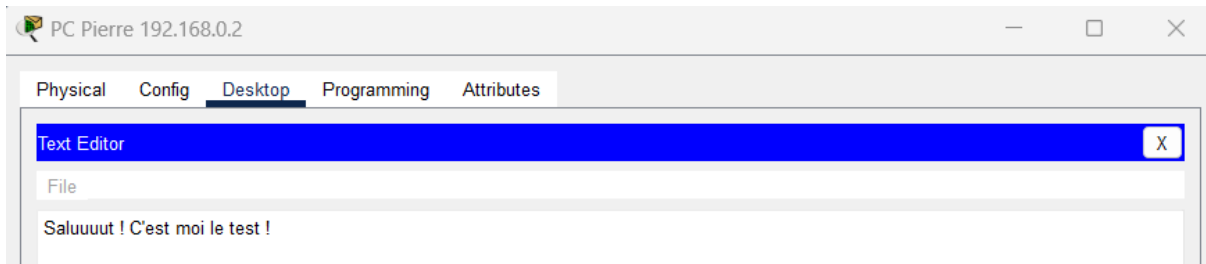 PC Pierre 192.168.0.2
Physical Config Desktop Programming Attributes
Text Editor X
File
Saluuuut ! C'est moi le test !